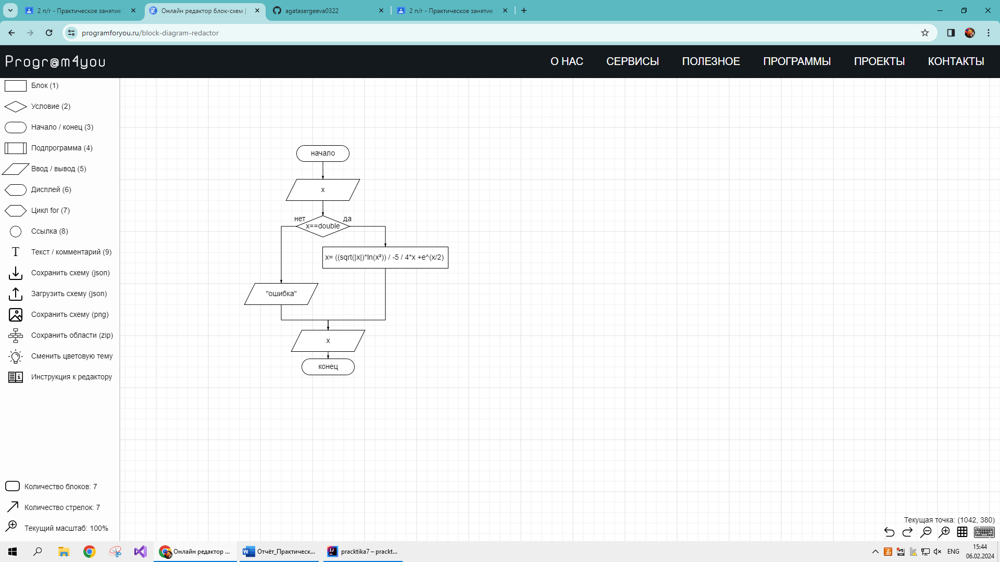 2 п/г - Практическое занятие
Онлайн редактор блок-схем |
agatasergeeva0322
2 п/г - Практическое занятие
programforyou.ru/block-diagram-redactor
Progr@m4you
О НАС
СЕРВИСЫ
ПОЛЕЗНОЕ
ПРОГРАММЫ
ПРОЕКТЫ
КОНТАКТЫ
Блок (1)
Условие (2)
Начало / конец (3)
Подпрограмма (4)
Ввод / вывод (5)
Дисплей (6)
Цикл for (7)
Ссылка (8)
T Текст / комментарий (9)
Сохранить схему (json)
Загрузить схему (json)
Сохранить схему (png)
Сохранить области (zip)
Сменить цветовую тему
Инструкция к редактору
начало
x
нет
да
x==double
x= ((sqrt(|x|)*ln(x²)) / -5 / 4*x +e^(x/2)
"ошибка"
x
конец
Количество блоков: 7
Количество стрелок: 7
Текущий масштаб: 100%
Текущая точка: (1042, 380)
Онлайн редактор ...
Отчёт_Практическ...
pracktika7 – prackt...
ENG
15:44
06.02.2024